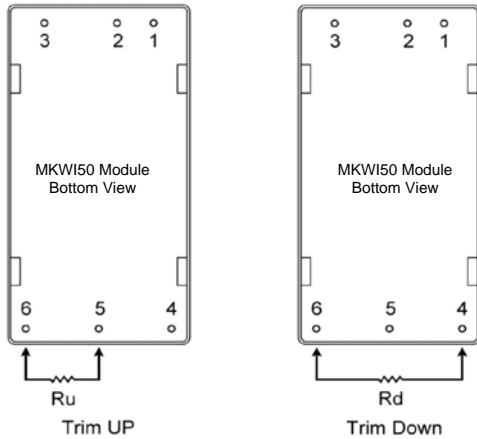 3 2 1
MKWI50 Module
Bottom View
6 5 4
Ru
Trim UP
3 2 1
MKWI50 Module
Bottom View
6 5 4
Rd
Trim Down